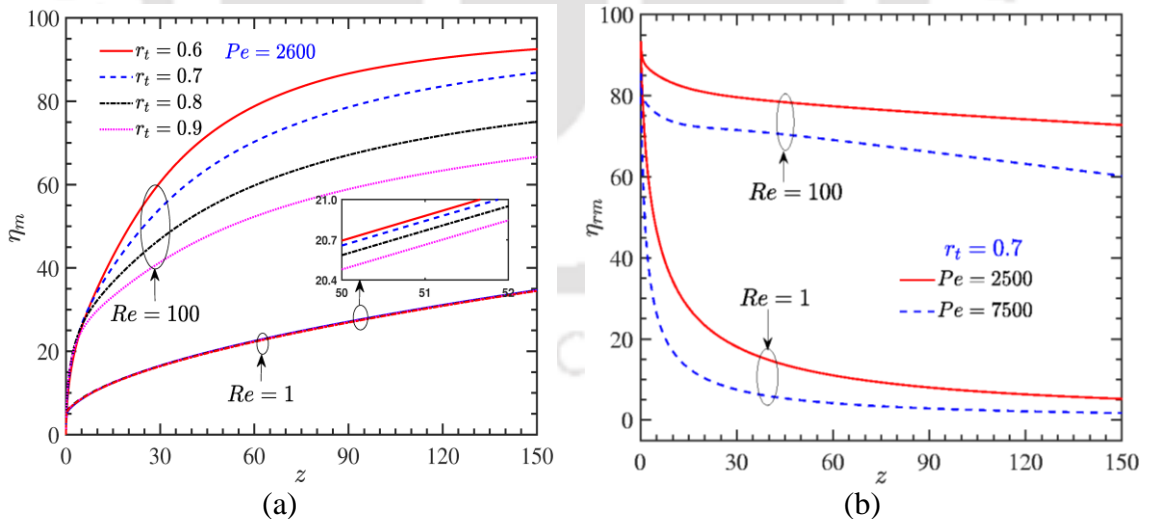 r_t = 0.6
Pe = 2600
r_t = 0.7
r_t = 0.8
r_t = 0.9
100
80
60
40
20
0
η_m
21.0
20.7
20.4
50 51 52
Re = 100
Re = 1
0 30 60 90 120 150
z
(a)
100
80
60
40
20
0
η_rm
Re = 100
r_t = 0.7
Pe = 2500
Pe = 7500
Re = 1
0 30 60 90 120 150
z
(b)